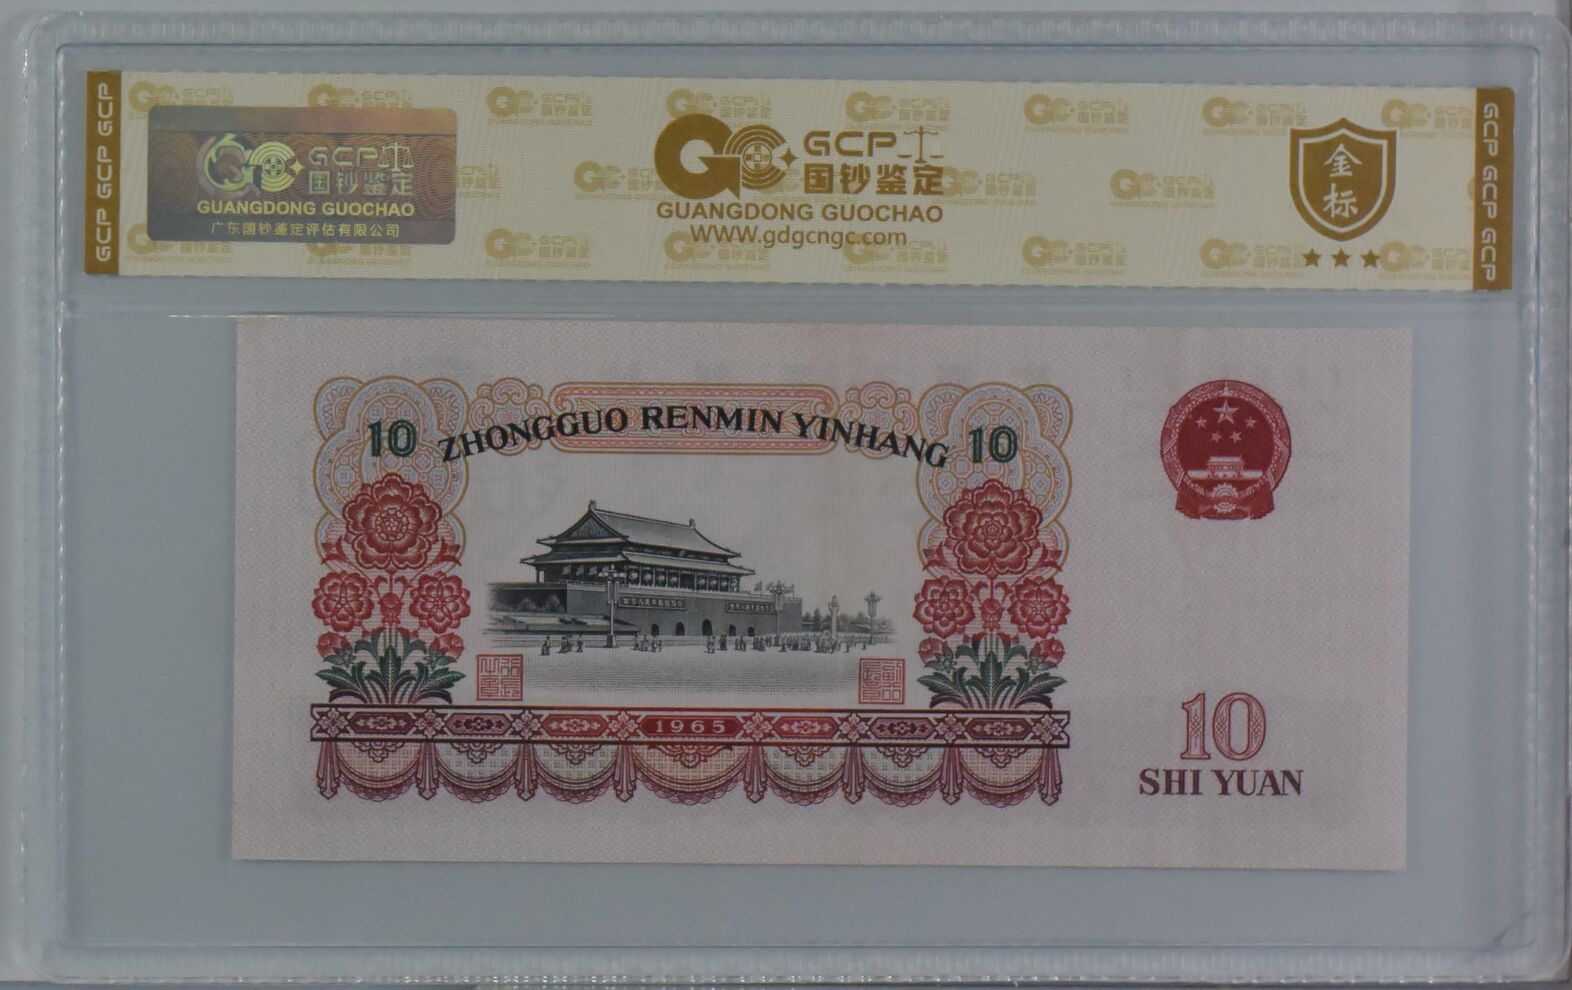 GCP GCP GCP
GCP
国钞鉴定
GUANGDONG GUOCHAO
广东国钞鉴定评估有限公司
GCP
国钞鉴定
GUANGDONG GUOCHAO
WWW.gdgcngc.com
金标
GCP GCP GCP
10 ZHONGGUO RENMIN YINHANG 10
1965
10
SHI YUAN